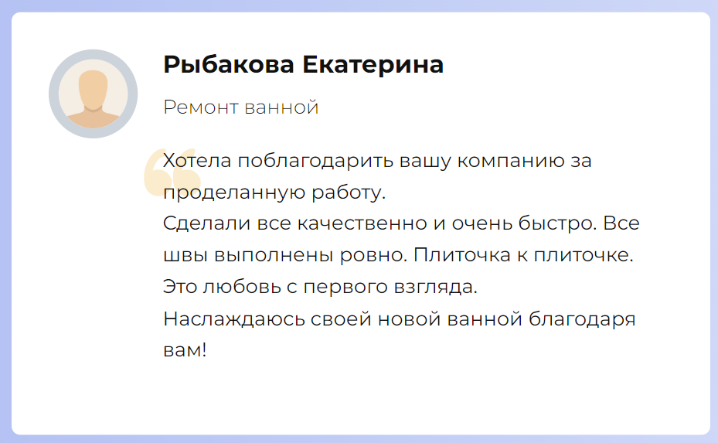 Рыбакова Екатерина
Ремонт ванной
Хотела поблагодарить вашу компанию за
проделанную работу.
Сделали все качественно и очень быстро. Все
швы выполнены ровно. Плиточка к плиточке.
Это любовь с первого взгляда.
Наслаждаюсь своей новой ванной благодаря
вам!